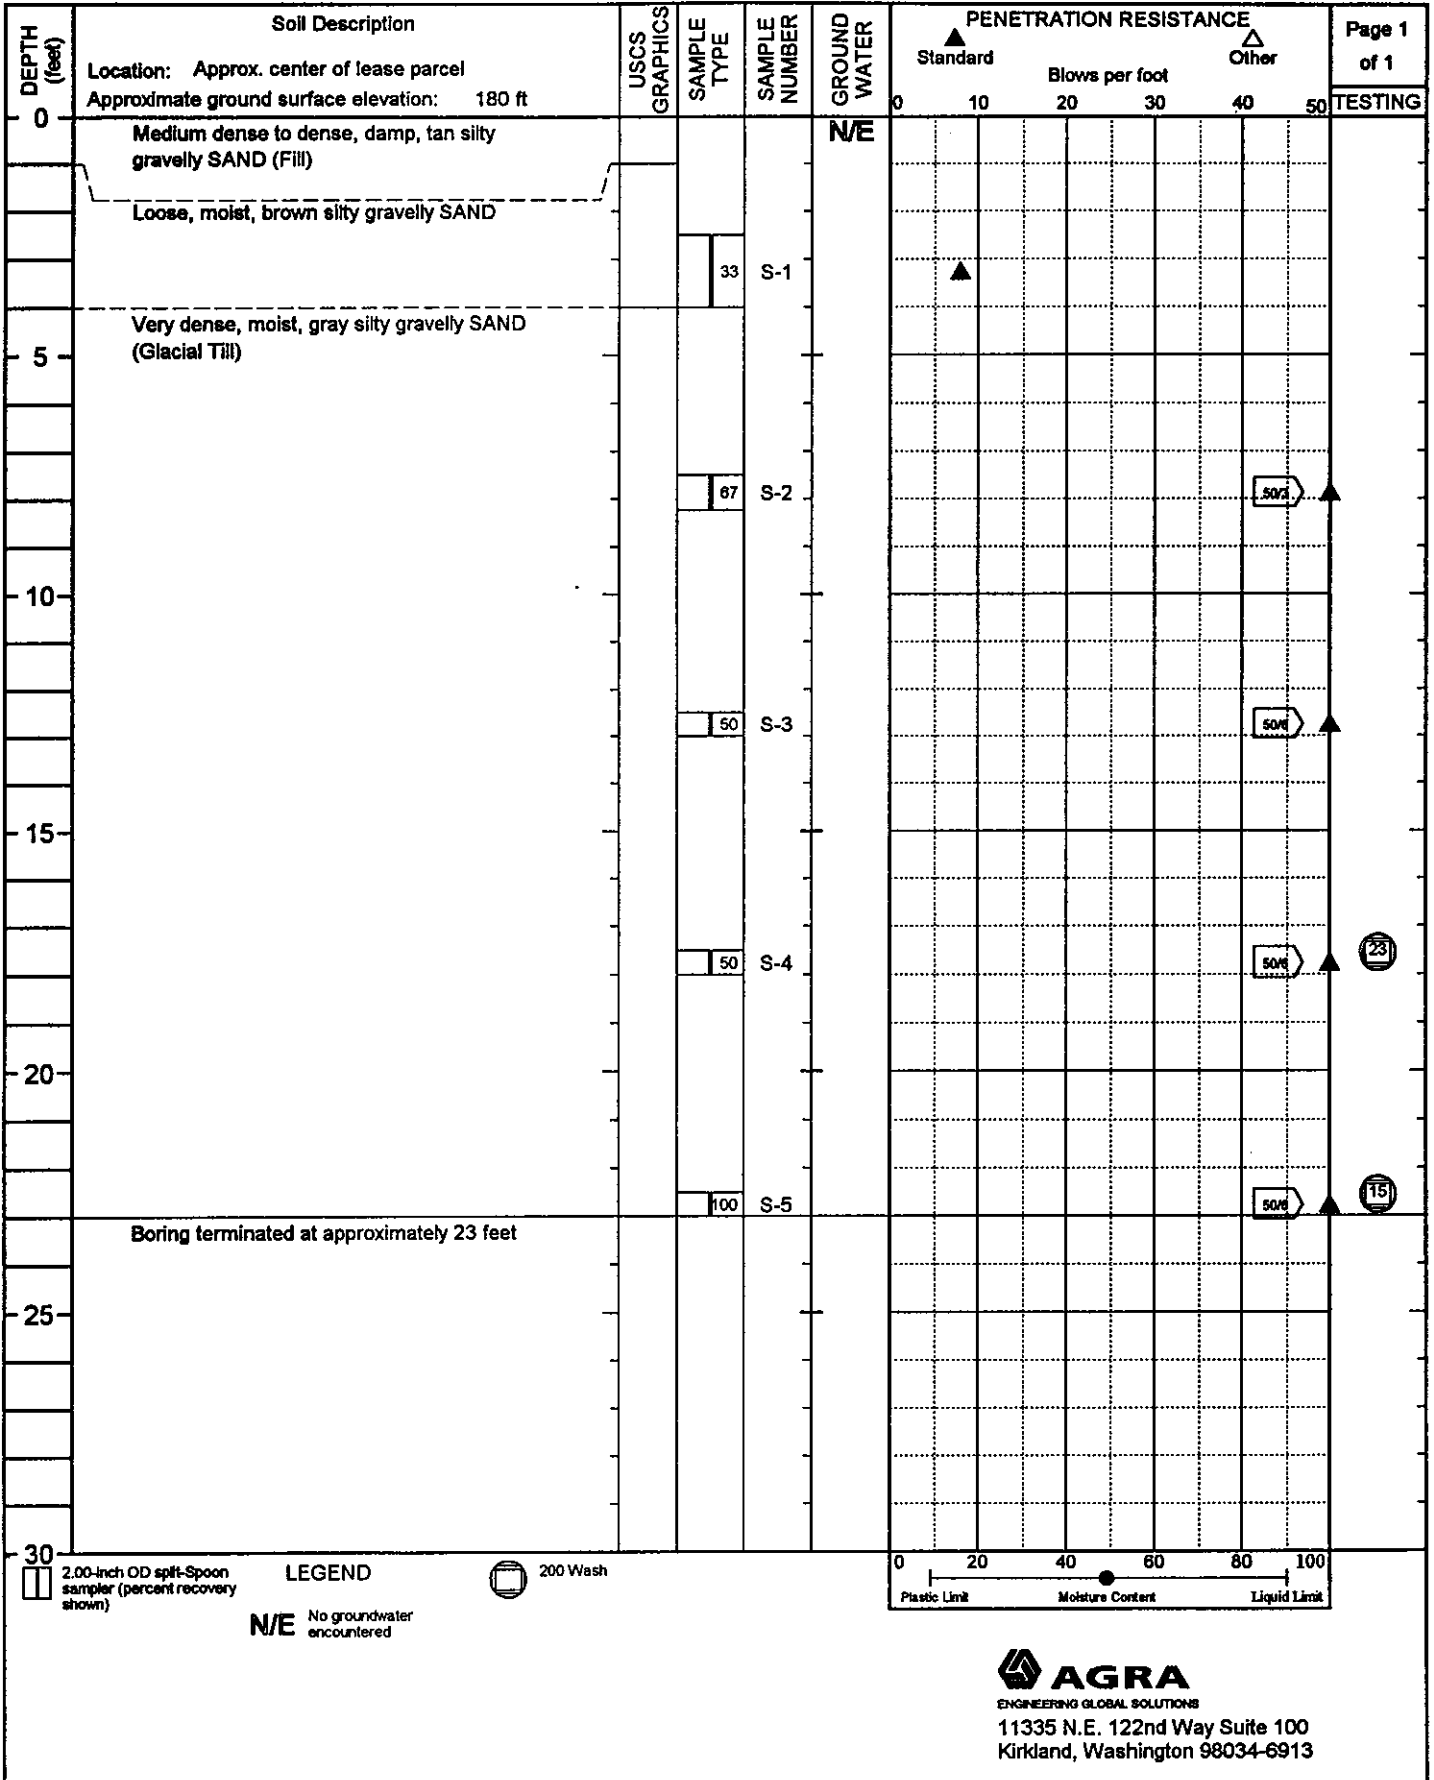 DEPTH
(feet)
Soil Description
Location: Approx. center of lease parcel
Approximate ground surface elevation: 180 ft
USCS
GRAPHICS
SAMPLE
TYPE
SAMPLE
NUMBER
GROUND
WATER
PENETRATION RESISTANCE
Standard
Other
Blows per foot
0 10 20 30 40 50
Page 1
of 1
TESTING
0
Medium dense to dense, damp, tan silty
gravelly SAND (Fill)
N/E
Loose, moist, brown silty gravelly SAND
33 S-1
Very dense, moist, gray silty gravelly SAND
(Glacial Till)
5
67 S-2
50/3
10
50 S-3
50/6
15
50 S-4
50/6
23
20
100 S-5
50/6
15
Boring terminated at approximately 23 feet
25
30
0 20 40 60 80 100
Plastic Limit Moisture Content Liquid Limit
2.00-inch OD split-Spoon
sampler (percent recovery
shown)
LEGEND
200 Wash
N/E No groundwater
encountered
AGRA
ENGINEERING GLOBAL SOLUTIONS
11335 N.E. 122nd Way Suite 100
Kirkland, Washington 98034-6913